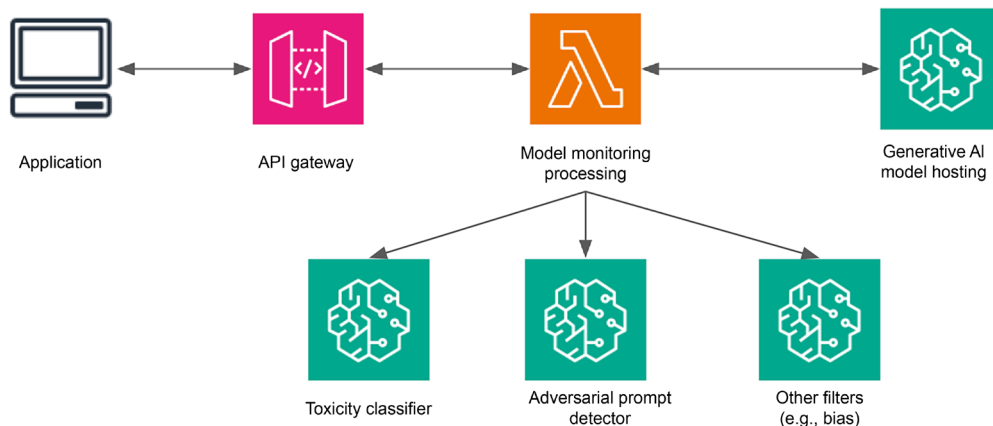 </>
Application
API gateway
Model monitoring
processing
Generative AI
model hosting
Toxicity classifier
Adversarial prompt
detector
Other filters
(e.g., bias)